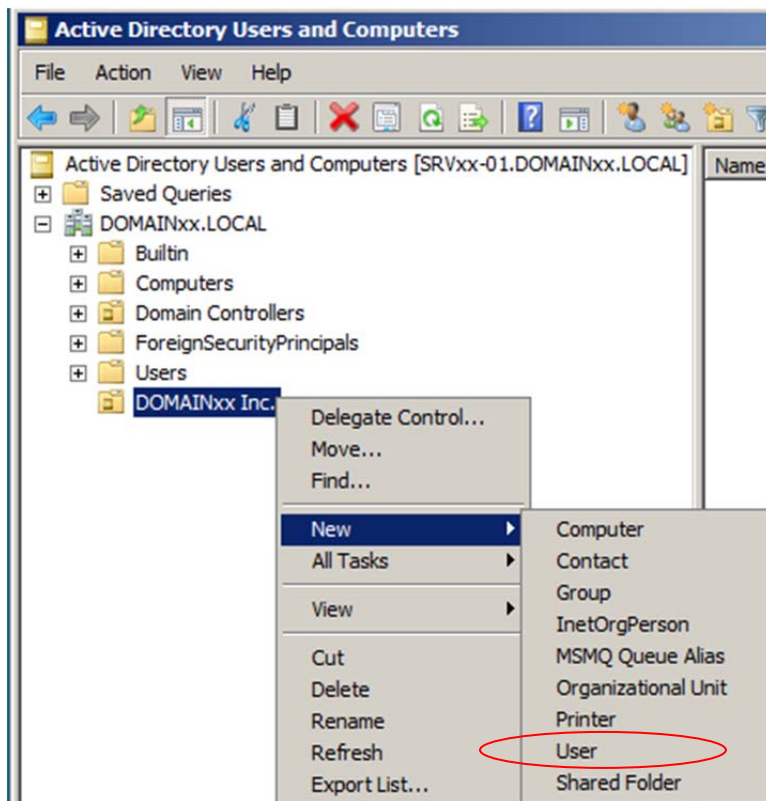 Active Directory Users and Computers
File Action View Help
Active Directory Users and Computers [SRVxx-01.DOMAINxx.LOCAL]
Name
Saved Queries
DOMAINxx.LOCAL
Builtin
Computers
Domain Controllers
ForeignSecurityPrincipals
Users
DOMAINxx Inc.
Delegate Control...
Move...
Find...
New
All Tasks
View
Cut
Delete
Rename
Refresh
Export List...
Computer
Contact
Group
InetOrgPerson
MSMQ Queue Alias
Organizational Unit
Printer
User
Shared Folder